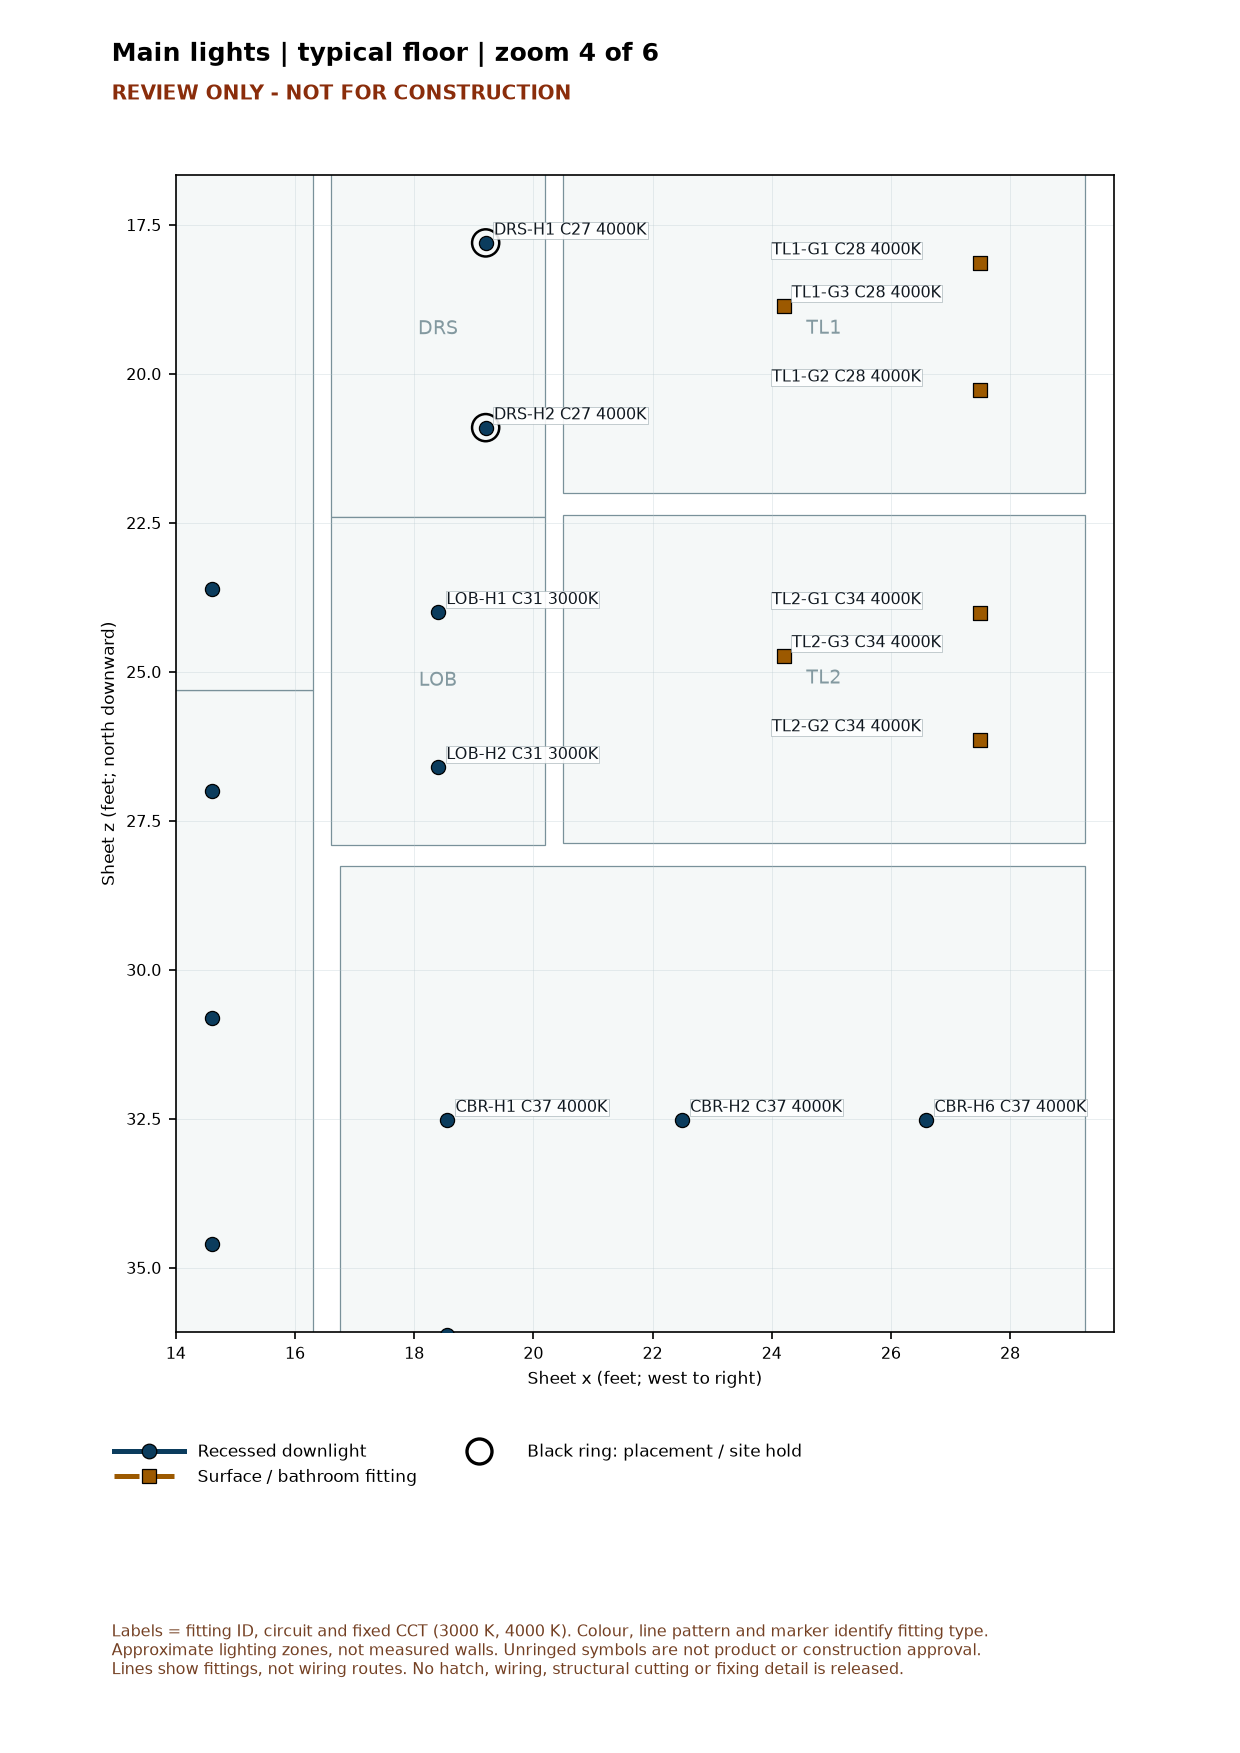 Main lights | typical floor | zoom 4 of 6
REVIEW ONLY - NOT FOR CONSTRUCTION
17.5
DRS-H1 C27 4000K
TL1-G1 C28 4000K
TL1-G3 C28 4000K
DRS
TL1
20.0
TL1-G2 C28 4000K
DRS-H2 C27 4000K
22.5
LOB-H1 C31 3000K
TL2-G1 C34 4000K
TL2-G3 C34 4000K
25.0
LOB
TL2
TL2-G2 C34 4000K
LOB-H2 C31 3000K
Sheet z (feet; north downward)
27.5
30.0
CBR-H1 C37 4000K
CBR-H2 C37 4000K
CBR-H6 C37 4000K
32.5
35.0
14 16 18 20 22 24 26 28
Sheet x (feet; west to right)
Recessed downlight
Black ring: placement / site hold
Surface / bathroom fitting
Labels = fitting ID, circuit and fixed CCT (3000 K, 4000 K). Colour, line pattern and marker identify fitting type.
Approximate lighting zones, not measured walls. Unringed symbols are not product or construction approval.
Lines show fittings, not wiring routes. No hatch, wiring, structural cutting or fixing detail is released.